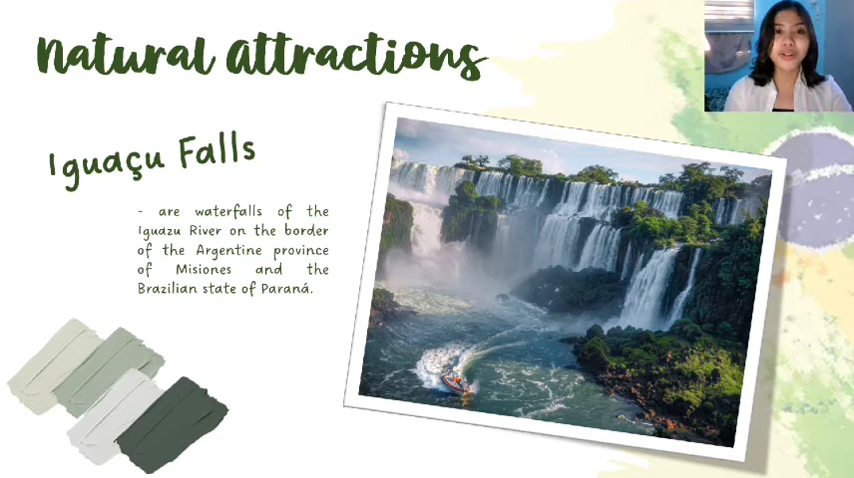 Natural Attractions
Iguaçu Falls
- are waterfalls of the
Iguazu River on the border
of the Argentine province
of Misiones and the
Brazilian state of Paraná.